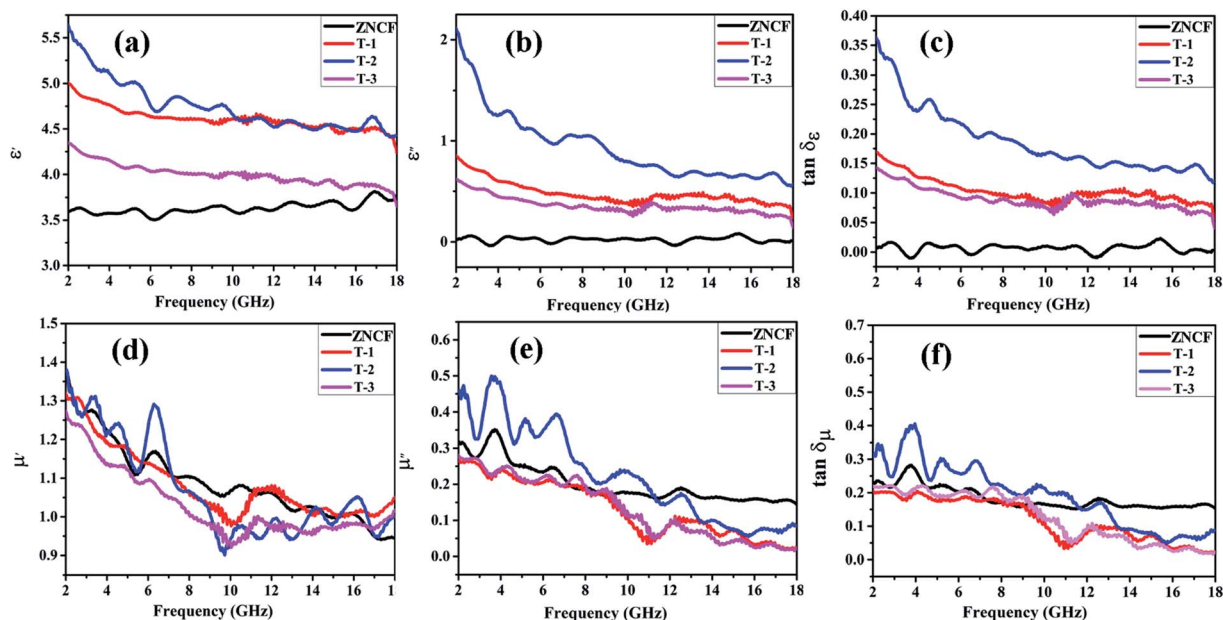 (a)
ZNCF
T-1
T-2
T-3
5.5
5.0
4.5
4.0
3.5
3.0
ε′
2 4 6 8 10 12 14 16 18
Frequency (GHz)
(b)
ZNCF
T-1
T-2
T-3
2
1
0
ε″
2 4 6 8 10 12 14 16 18
Frequency (GHz)
(c)
ZNCF
T-1
T-2
T-3
0.40
0.35
0.30
0.25
0.20
0.15
0.10
0.05
0.00
tan δε
2 4 6 8 10 12 14 16 18
Frequency (GHz)
(d)
ZNCF
T-1
T-2
T-3
1.5
1.4
1.3
1.2
1.1
1.0
0.9
μ′
2 4 6 8 10 12 14 16 18
Frequency (GHz)
(e)
ZNCF
T-1
T-2
T-3
0.6
0.5
0.4
0.3
0.2
0.1
0.0
μ″
2 4 6 8 10 12 14 16 18
Frequency (GHz)
(f)
ZNCF
T-1
T-2
T-3
0.7
0.6
0.5
0.4
0.3
0.2
0.1
0.0
tan δμ
2 4 6 8 10 12 14 16 18
Frequency (GHz)